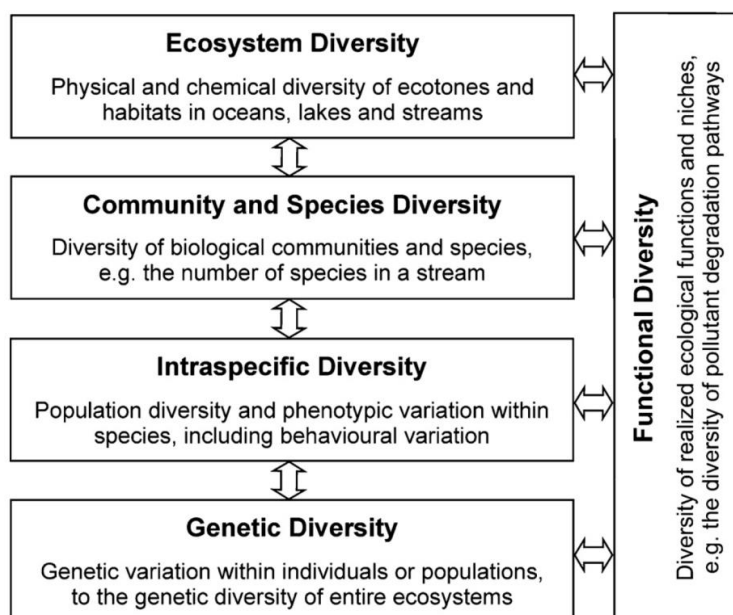 Ecosystem Diversity
Physical and chemical diversity of ecotones and
habitats in oceans, lakes and streams
Community and Species Diversity
Diversity of biological communities and species,
e.g. the number of species in a stream
Intraspecific Diversity
Population diversity and phenotypic variation within
species, including behavioural variation
Genetic Diversity
Genetic variation within individuals or populations,
to the genetic diversity of entire ecosystems
Functional Diversity
Diversity of realized ecological functions and niches,
e.g. the diversity of pollutant degradation pathways